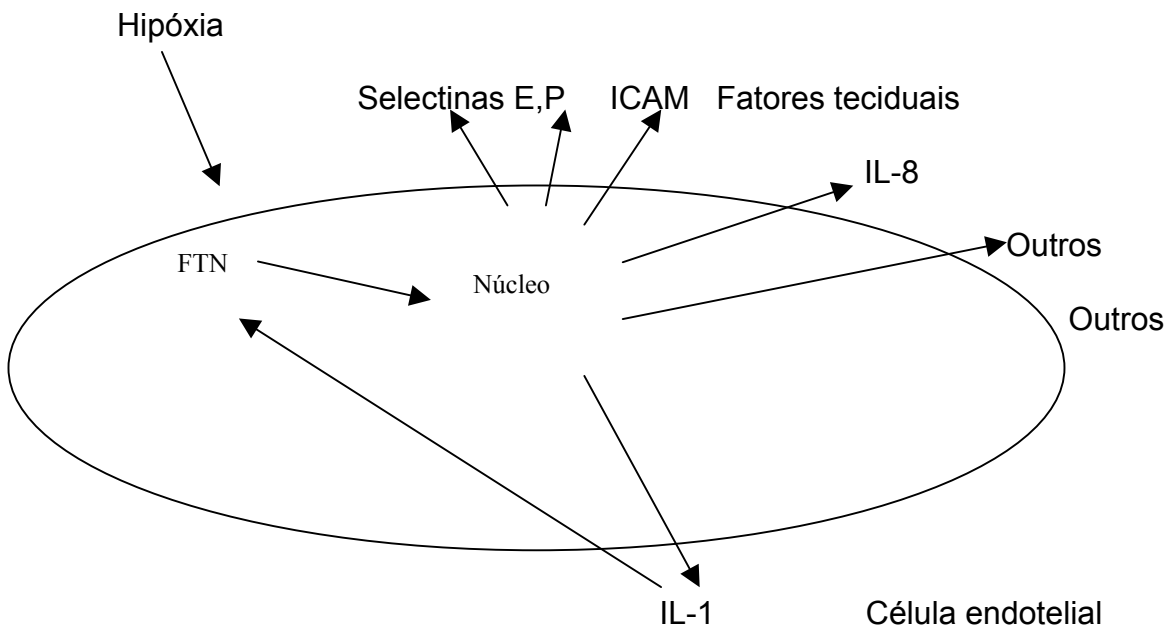 Hipóxia
Selectinas E,P ICAM Fatores teciduais
IL-8
Outros
FTN
Núcleo
Outros
IL-1 Célula endotelial